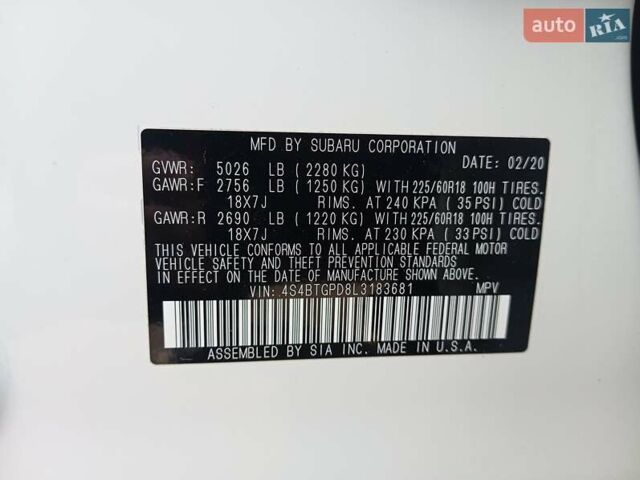 auto RIA
.com
MFD BY SUBARU CORPORATION
GVWR: 5026 LB ( 2280 KG) DATE: 02/20
GAWR:F 2756 LB ( 1250 KG) WITH 225/60R18 100H TIRES.
18X7J RIMS. AT 240 KPA ( 35 PSI) COLD
GAWR:R 2690 LB ( 1220 KG) WITH 225/60R18 100H TIRES.
18X7J RIMS. AT 230 KPA ( 33 PSI) COLD
THIS VEHICLE CONFORMS TO ALL APPLICABLE FEDERAL MOTOR
VEHICLE SAFETY AND THEFT PREVENTION STANDARDS IN EFFECT ON THE DATE
OF MANUFACTURE SHOWN ABOVE.
VIN: 4S4BTGPD8L3183681 MPV
ASSEMBLED BY SIA INC. MADE IN U.S.A.